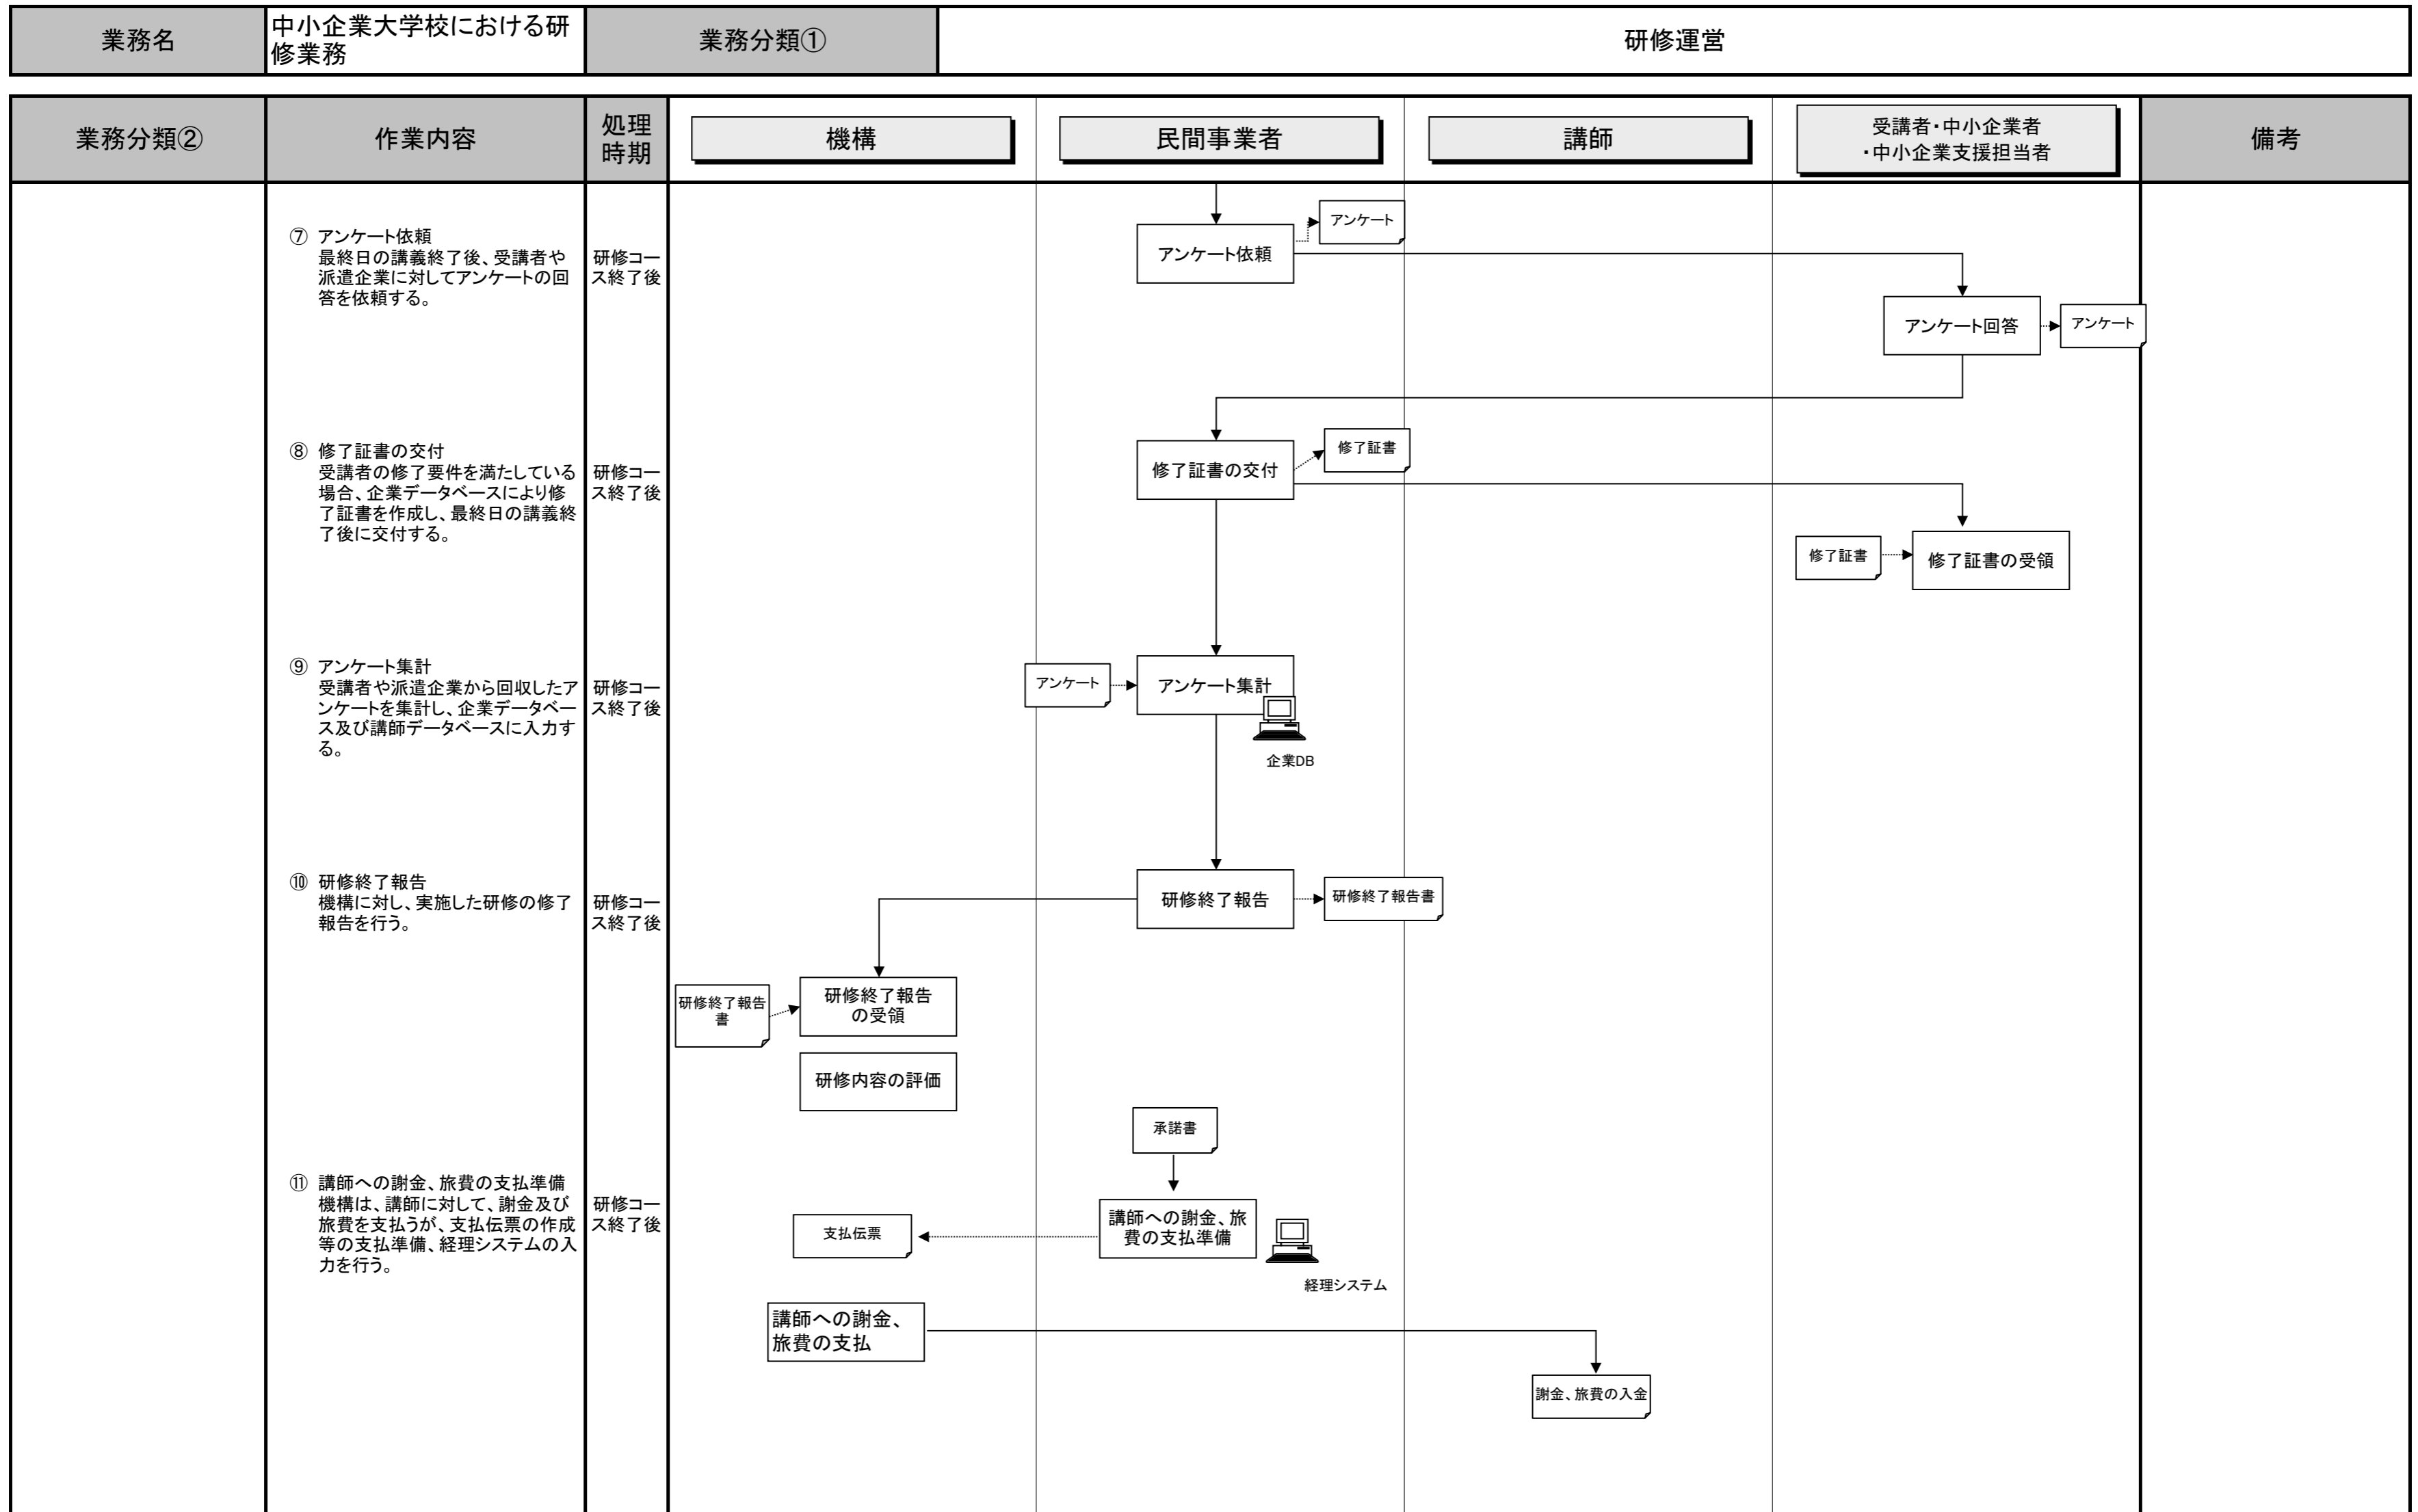 業務名
中小企業大学校における研
修業務
業務分類①
研修運営
業務分類②
作業内容
処理
時期
機構
民間事業者
講師
受講者・中小企業者
・中小企業支援担当者
備考
⑦ アンケート依頼
最終日の講義終了後、受講者や
派遣企業に対してアンケートの回
答を依頼する。
研修コー
ス終了後
アンケート依頼
アンケート
アンケート回答
アンケート
⑧ 修了証書の交付
受講者の修了要件を満たしている
場合、企業データベースにより修
了証書を作成し、最終日の講義終
了後に交付する。
研修コー
ス終了後
修了証書の交付
修了証書
修了証書
修了証書の受領
⑨ アンケート集計
受講者や派遣企業から回収したア
ンケートを集計し、企業データベー
ス及び講師データベースに入力す
る。
研修コー
ス終了後
アンケート
アンケート集計
企業DB
⑩ 研修終了報告
機構に対し、実施した研修の修了
報告を行う。
研修コー
ス終了後
研修終了報告
研修終了報告書
研修終了報告
書
研修終了報告
の受領
研修内容の評価
承諾書
⑪ 講師への謝金、旅費の支払準備
機構は、講師に対して、謝金及び
旅費を支払うが、支払伝票の作成
等の支払準備、経理システムの入
力を行う。
研修コー
ス終了後
支払伝票
講師への謝金、旅
費の支払準備
経理システム
講師への謝金、
旅費の支払
謝金、旅費の入金